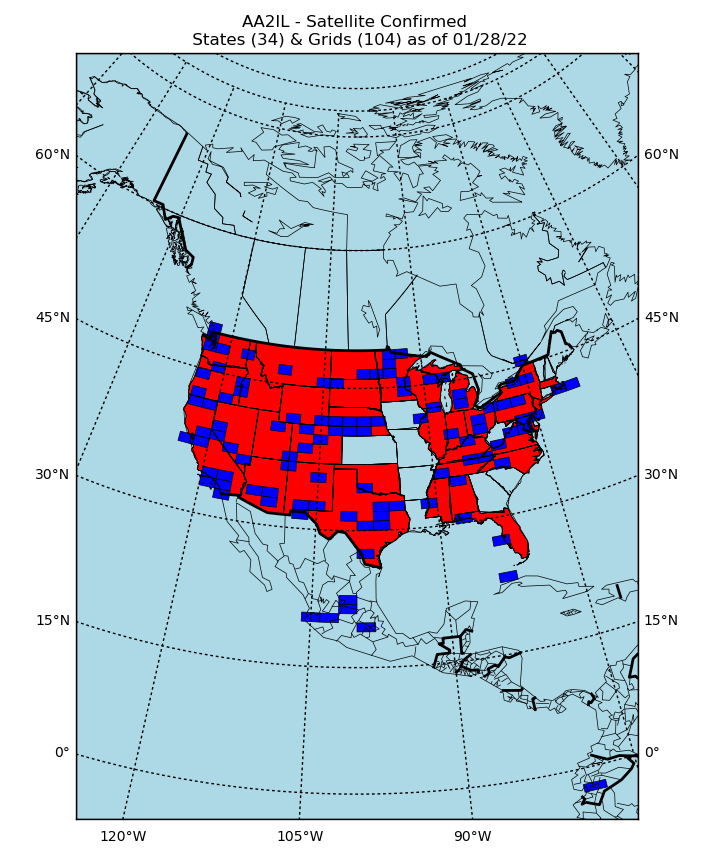 AA2IL - Satellite Confirmed
States (34) & Grids (104) as of 01/28/22
60°N
60°N
45°N
45°N
30°N
30°N
15°N
15°N
0°
0°
120°W
105°W
90°W